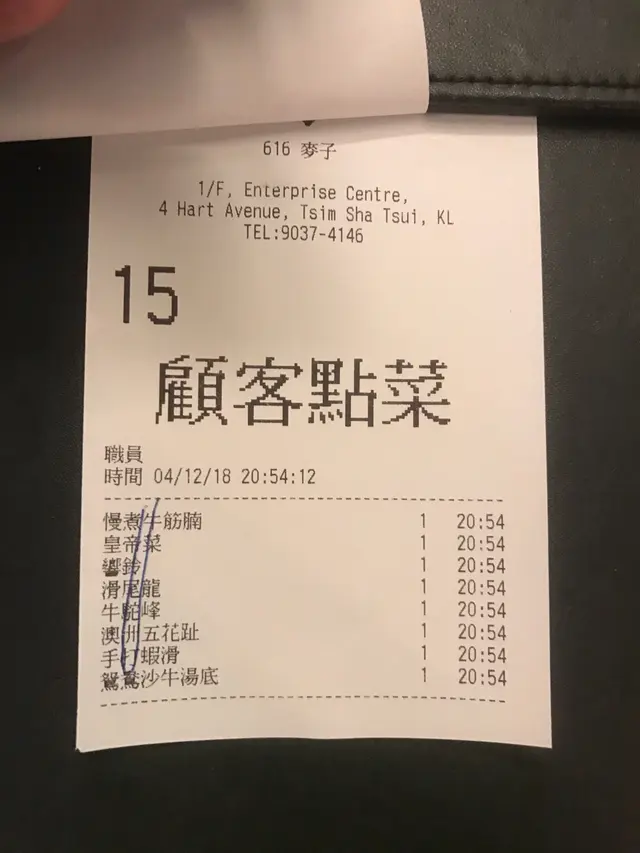 616 麥子
1/F, Enterprise Centre,
4 Hart Avenue, Tsim Sha Tsui, KL
TEL:9037-4146
15
顧客點菜
職員
時間 04/12/18 20:54:12
慢煮牛筋腩 1 20:54
皇帝菜 1 20:54
響鈴 1 20:54
滑尾龍 1 20:54
牛駝峰 1 20:54
澳洲五花趾 1 20:54
手打蝦滑 1 20:54
鴛鴦沙牛湯底 1 20:54